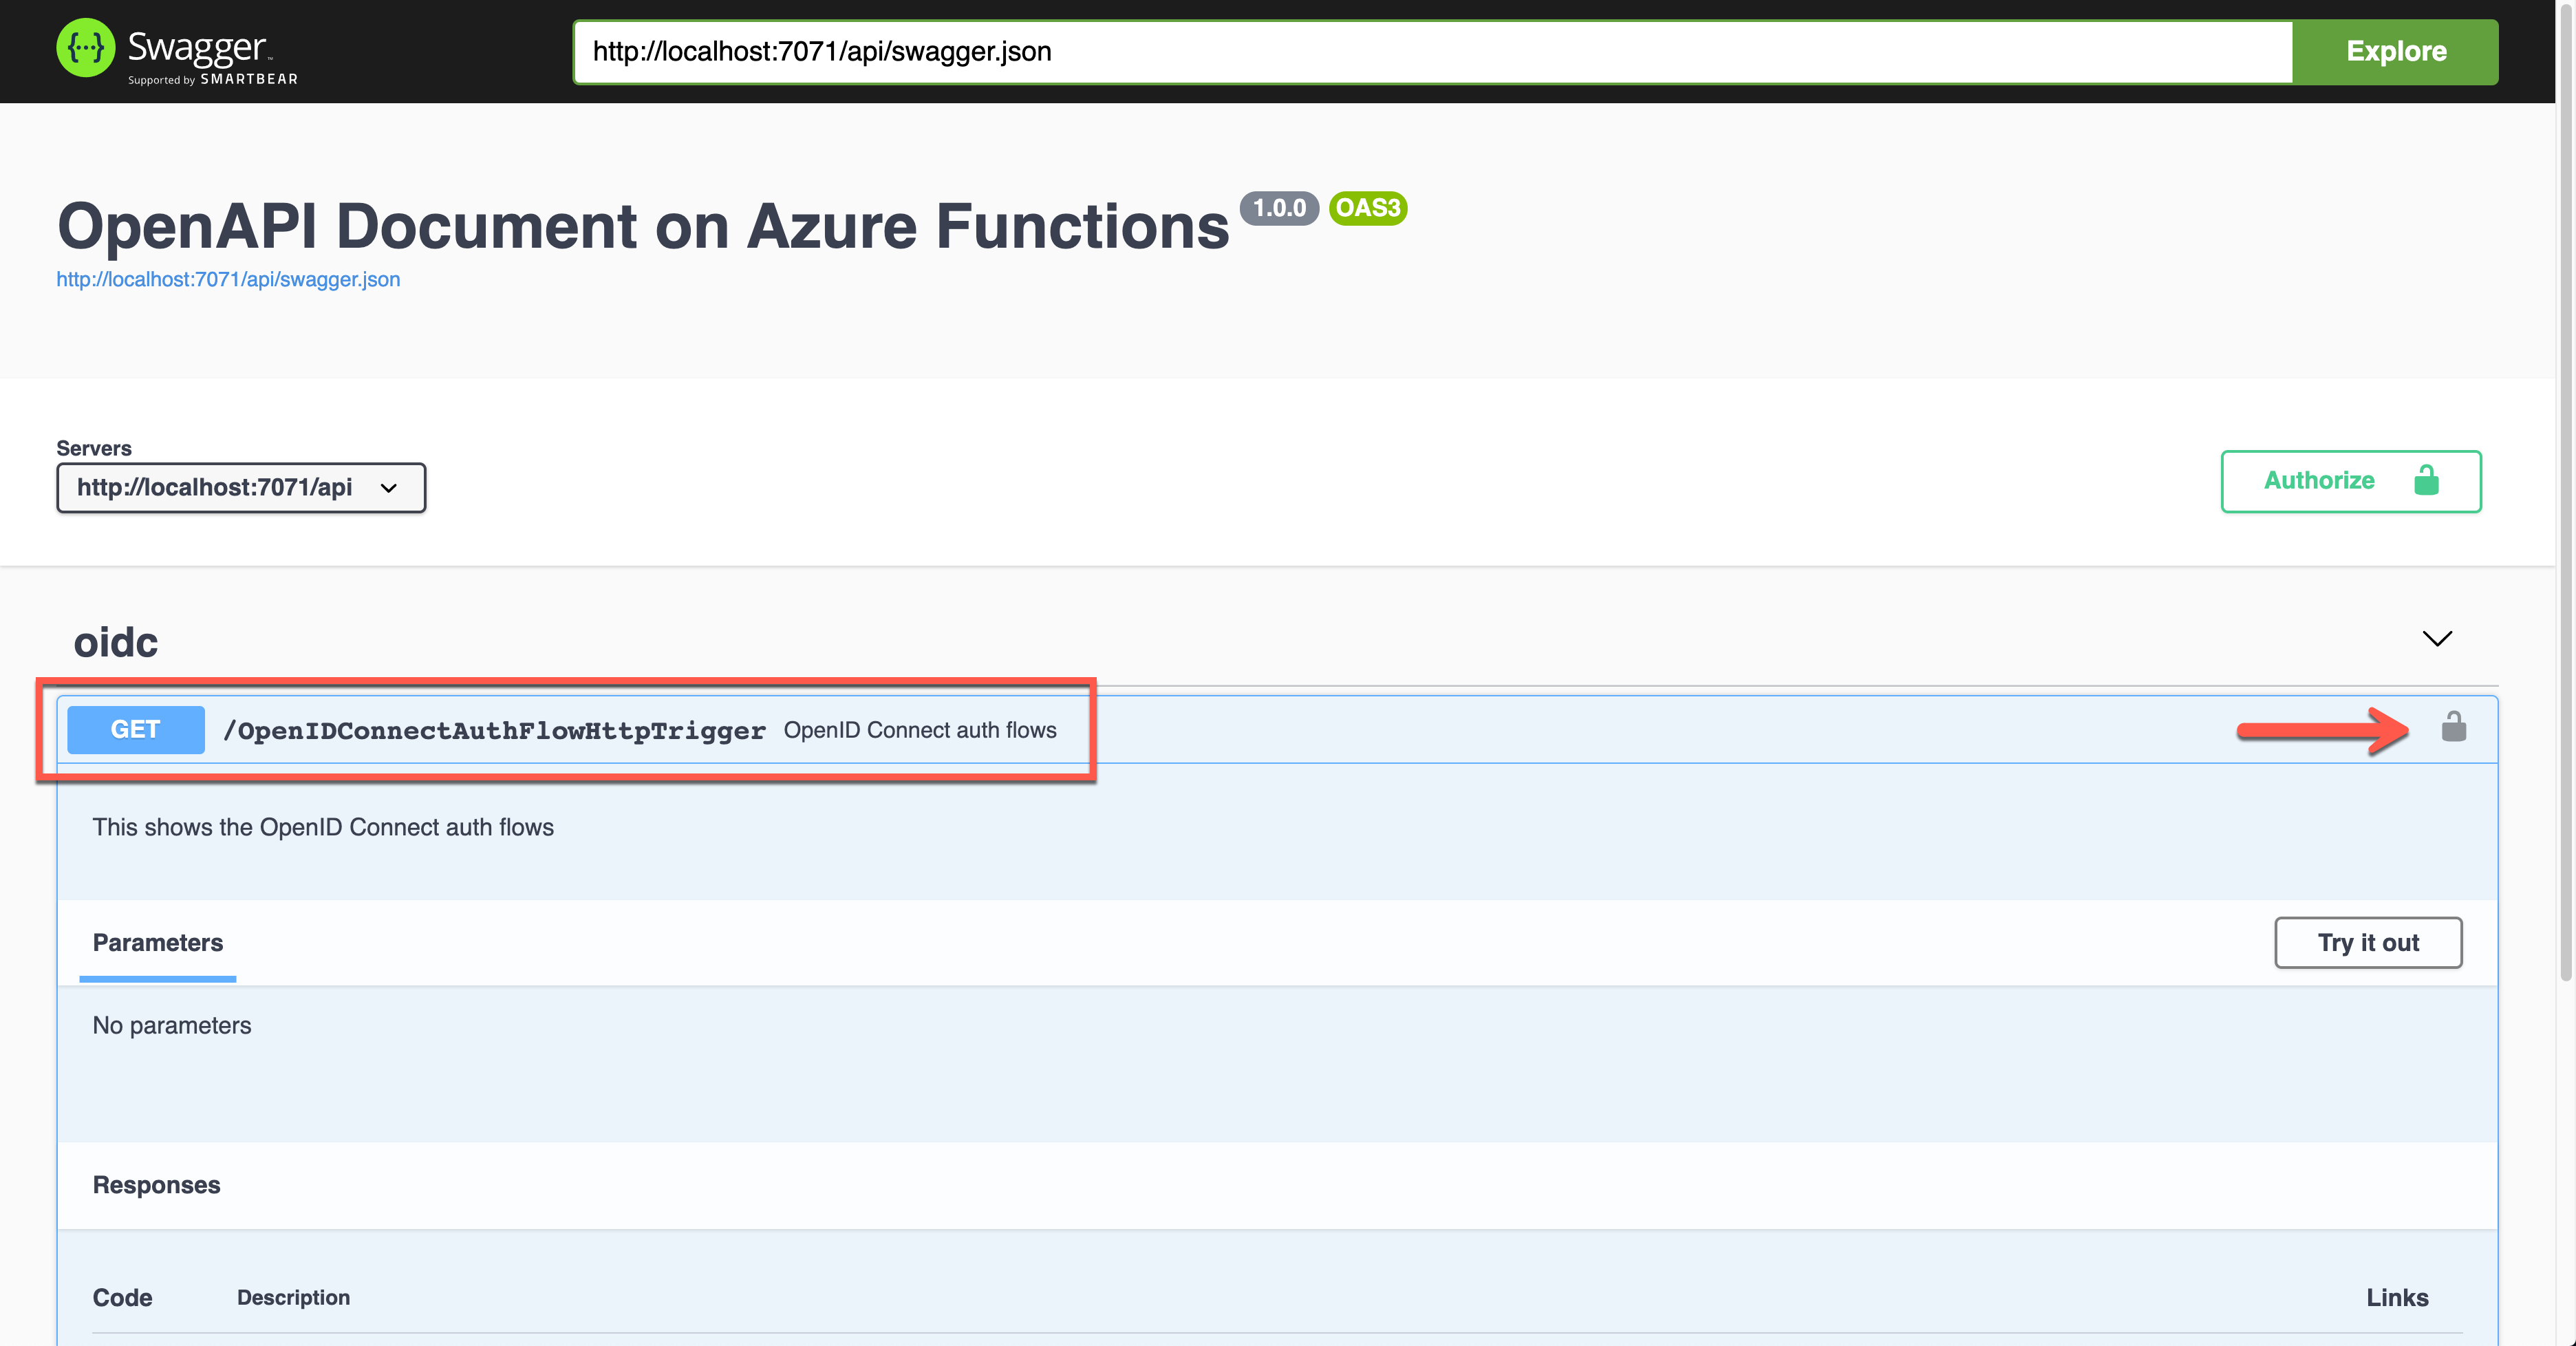 {···} Swagger™
Supported by SMARTBEAR
http://localhost:7071/api/swagger.json
Explore
OpenAPI Document on Azure Functions 1.0.0 OAS3
http://localhost:7071/api/swagger.json
Servers
http://localhost:7071/api
Authorize
oidc
GET /OpenIDConnectAuthFlowHttpTrigger OpenID Connect auth flows
This shows the OpenID Connect auth flows
Parameters
Try it out
No parameters
Responses
Code Description Links